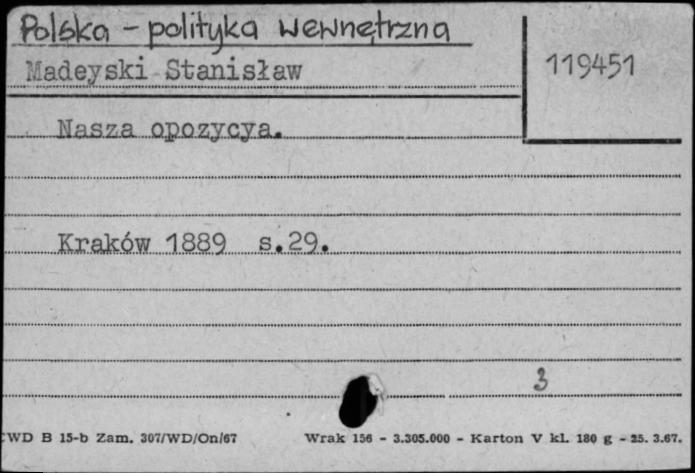 Polska - polityka wewnętrzna
Madeyski Stanisław
119451
Nasza opozycya.
Kraków 1889 s.29.
3
CWD B 15-b Zam. 307/WD/On/67
Wrak 156 - 3.305.000 - Karton V kl. 180 g - 25. 3.67.